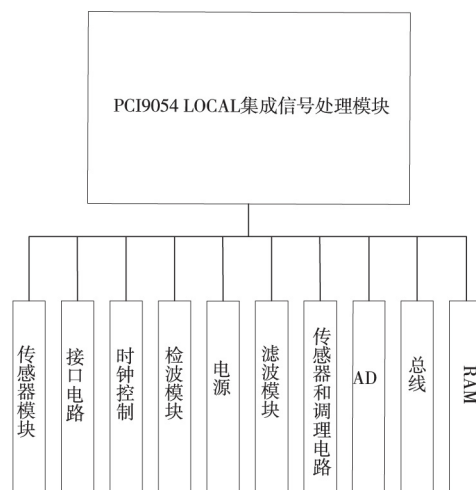 PCI9054 LOCAL集成信号处理模块
传感器模块
接口电路
时钟控制
检波模块
电源
滤波模块
传感器和调理电路
AD
总线
RAM